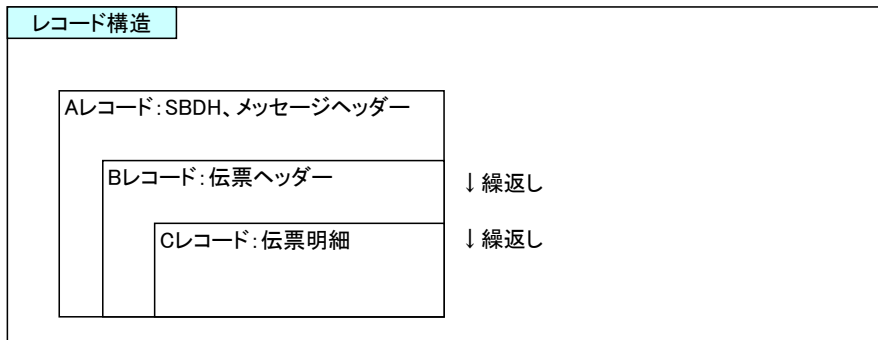 レコード構造
Aレコード：SBDH、メッセージヘッダー
Bレコード：伝票ヘッダー
↓繰返し
Cレコード：伝票明細
↓繰返し